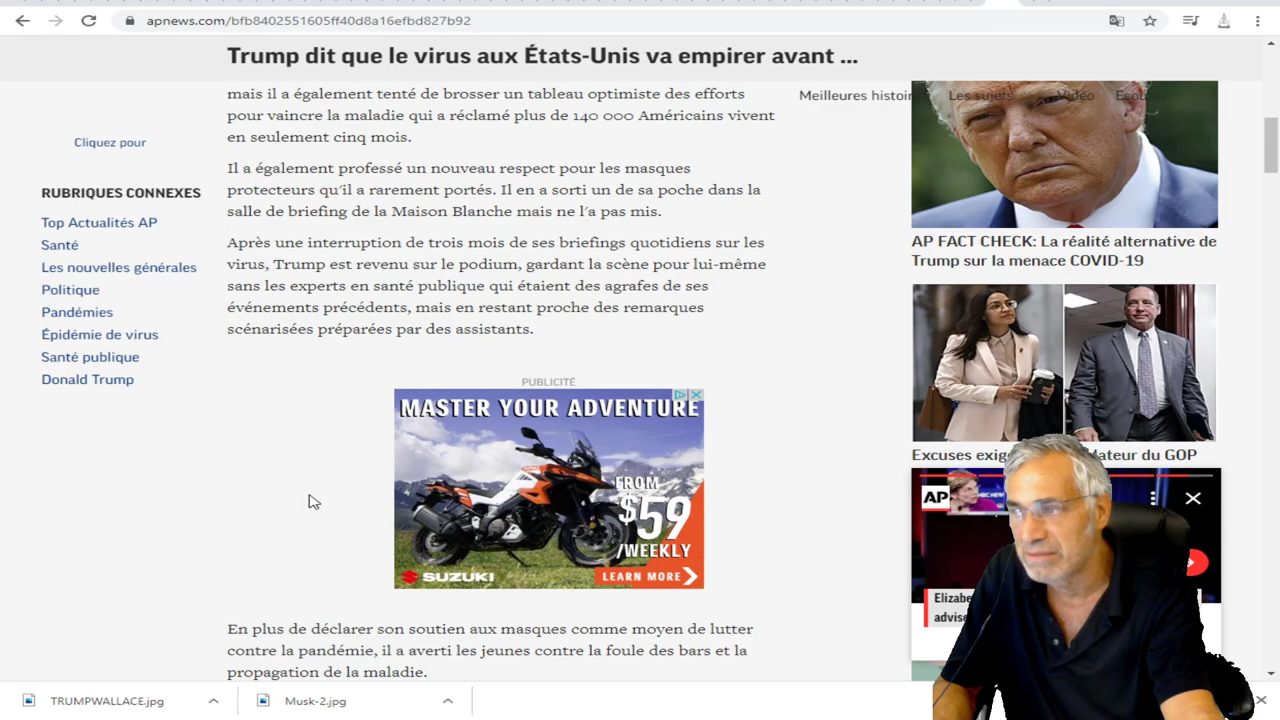 apnews.com/bfb8402551605ff40d8a16efbd827b92
Trump dit que le virus aux États-Unis va empirer avant ...
Meilleures histoir
Les sujets
Vidéo
mais il a également tenté de brosser un tableau optimiste des efforts
pour vaincre la maladie qui a réclamé plus de 140 000 Américains vivent
en seulement cinq mois.
Il a également professé un nouveau respect pour les masques
protecteurs qu'il a rarement portés. Il en a sorti un de sa poche dans la
salle de briefing de la Maison Blanche mais ne l'a pas mis.
Après une interruption de trois mois de ses briefings quotidiens sur les
virus, Trump est revenu sur le podium, gardant la scène pour lui-même
sans les experts en santé publique qui étaient des agrafes de ses
événements précédents, mais en restant proche des remarques
scénarisées préparées par des assistants.
Cliquez pour
RUBRIQUES CONNEXES
Top Actualités AP
Santé
Les nouvelles générales
Politique
Pandémies
Épidémie de virus
Santé publique
Donald Trump
PUBLICITÉ
MASTER YOUR ADVENTURE
FROM
$59
/WEEKLY
SUZUKI
LEARN MORE
En plus de déclarer son soutien aux masques comme moyen de lutter
contre la pandémie, il a averti les jeunes contre la foule des bars et la
propagation de la maladie.
AP FACT CHECK: La réalité alternative de
Trump sur la menace COVID-19
Excuses exig lateur du GOP
AP
Elizabe
advise
TRUMPWALLACE.jpg
Musk-2.jpg